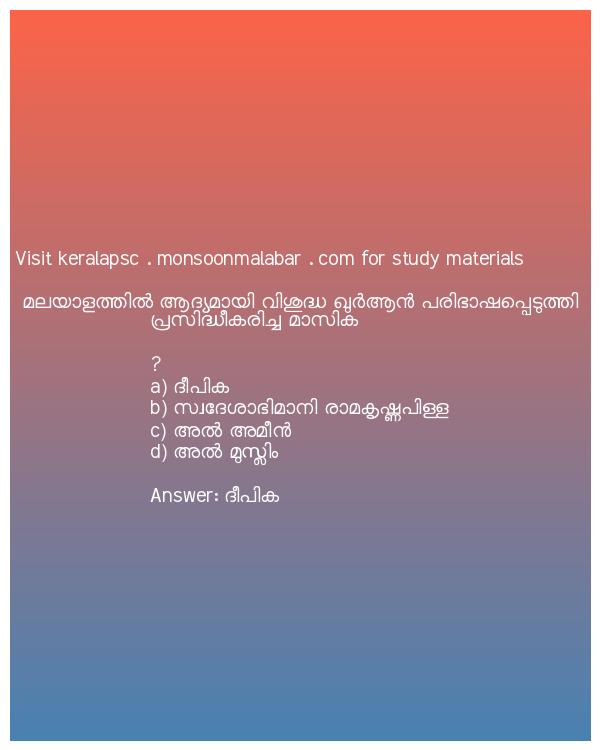 Visit keralapsc . monsoonmalabar . com for study materials
മലയാളത്തിൽ ആദ്യമായി വിശുദ്ധ ഖുർആൻ പരിഭാഷപ്പെടുത്തി
പ്രസിദ്ധീകരിച്ച മാസിക
?
a) ദീപിക
b) സ്വദേശാഭിമാനി രാമകൃഷ്ണപിള്ള
c) അൽ അമീൻ
d) അൽ മുസ്ലിം
Answer: ദീപിക